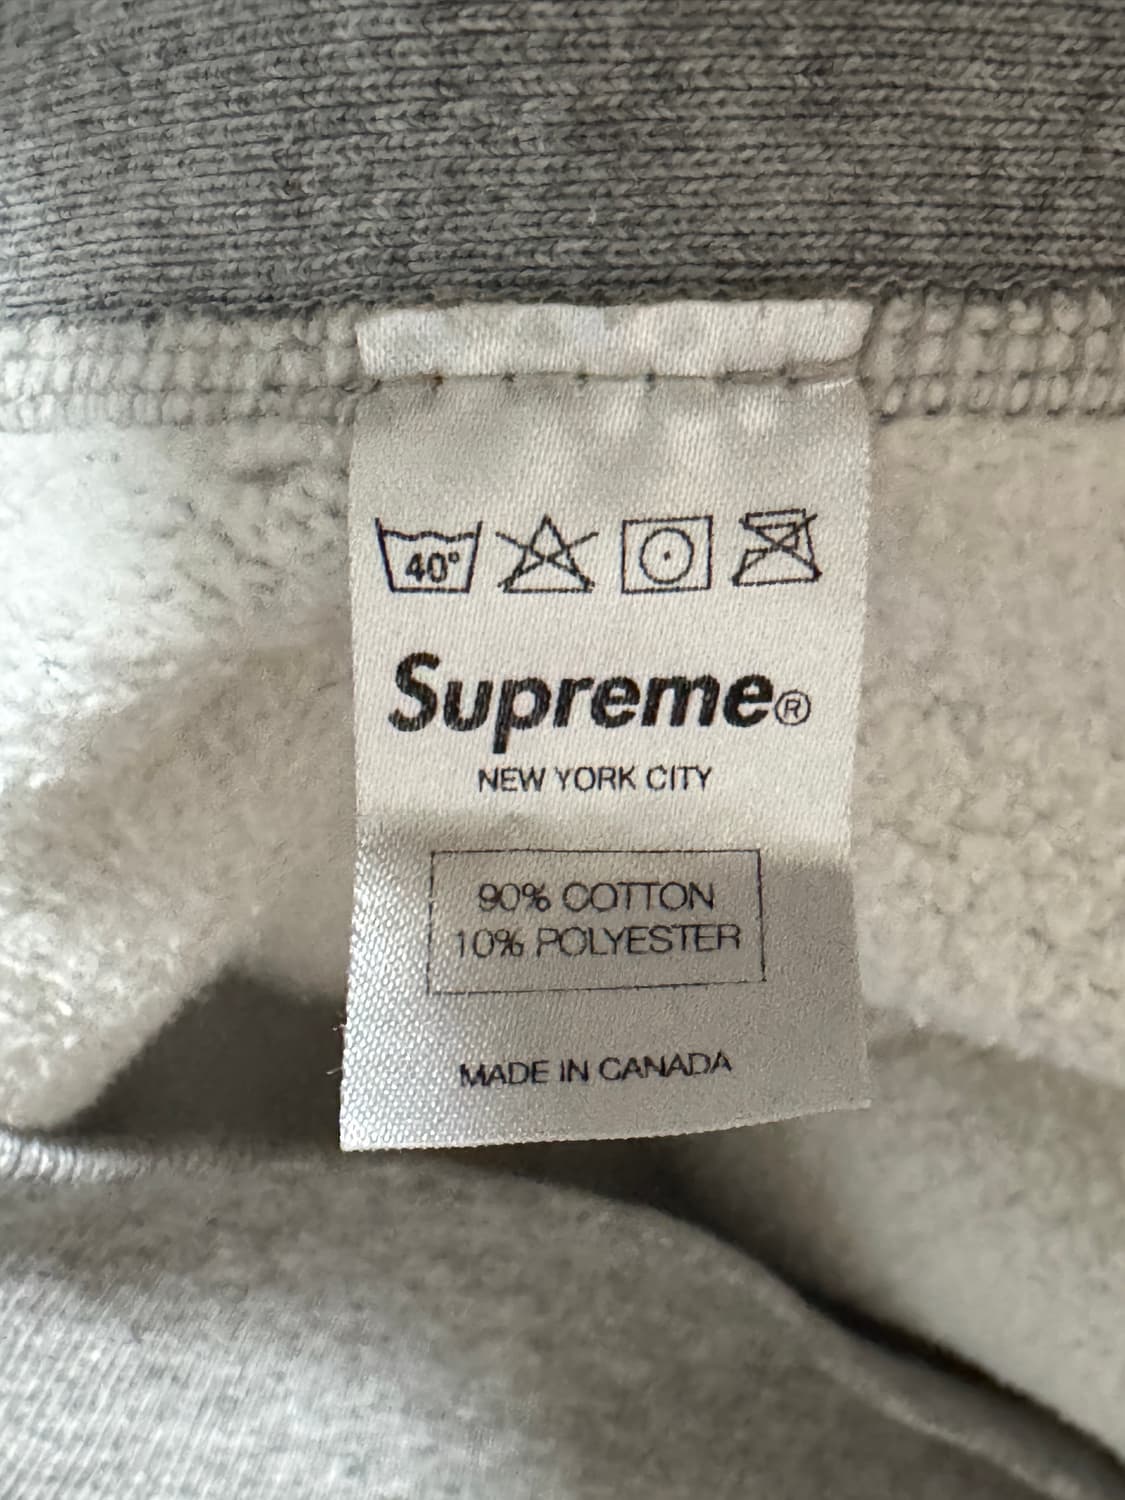 40°
Supreme®
NEW YORK CITY
90% COTTON
10% POLYESTER
MADE IN CANADA